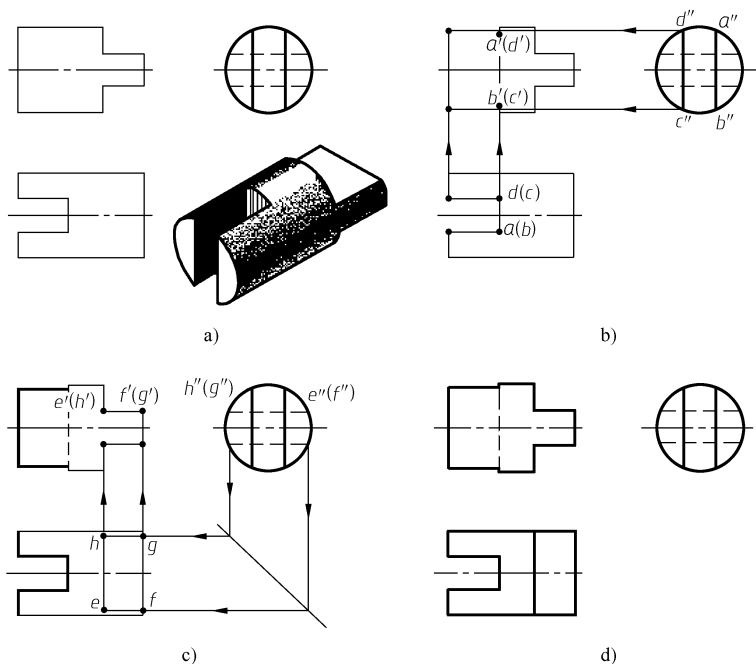 d″ a″
a′(d′)
b′(c′)
c″ b″
d(c)
a(b)
a) b)
e′(h′) f′(g′) h″(g″) e″(f″)
h g
e f
c) d)